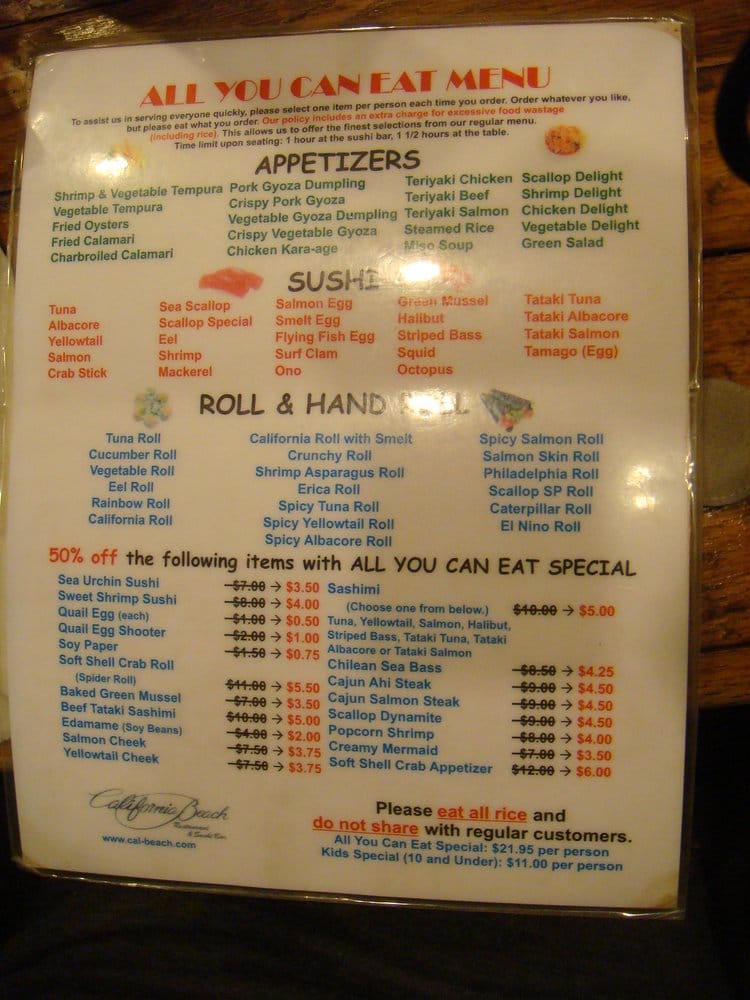 ALL YOU CAN EAT MENU
To assist us in serving everyone quickly, please select one item per person each time you order. Order whatever you like,
but please eat what you order. Our policy includes an extra charge for excessive food wastage
(including rice). This allows us to offer the finest selections from our regular menu.
Time limit upon seating: 1 hour at the sushi bar, 1 1/2 hours at the table.
APPETIZERS
Shrimp & Vegetable Tempura
Vegetable Tempura
Fried Oysters
Fried Calamari
Charbroiled Calamari
Pork Gyoza Dumpling
Crispy Pork Gyoza
Vegetable Gyoza Dumpling
Crispy Vegetable Gyoza
Chicken Kara-age
Teriyaki Chicken
Teriyaki Beef
Teriyaki Salmon
Steamed Rice
Miso Soup
Scallop Delight
Shrimp Delight
Chicken Delight
Vegetable Delight
Green Salad
SUSHI
Tuna
Albacore
Yellowtail
Salmon
Crab Stick
Sea Scallop
Scallop Special
Eel
Shrimp
Mackerel
Salmon Egg
Smelt Egg
Flying Fish Egg
Surf Clam
Ono
Green Mussel
Halibut
Striped Bass
Squid
Octopus
Tataki Tuna
Tataki Albacore
Tataki Salmon
Tamago (Egg)
ROLL & HAND ROLL
Tuna Roll
Cucumber Roll
Vegetable Roll
Eel Roll
Rainbow Roll
California Roll
California Roll with Smelt
Crunchy Roll
Shrimp Asparagus Roll
Erica Roll
Spicy Tuna Roll
Spicy Yellowtail Roll
Spicy Albacore Roll
Spicy Salmon Roll
Salmon Skin Roll
Philadelphia Roll
Scallop SP Roll
Caterpillar Roll
El Nino Roll
50% off the following items with ALL YOU CAN EAT SPECIAL
Sea Urchin Sushi $7.00 → $3.50
Sweet Shrimp Sushi $8.00 → $4.00
Quail Egg (each) $1.00 → $0.50
Quail Egg Shooter $2.00 → $1.00
Soy Paper $1.50 → $0.75
Soft Shell Crab Roll
(Spider Roll) $11.00 → $5.50
Baked Green Mussel $7.00 → $3.50
Beef Tataki Sashimi $10.00 → $5.00
Edamame (Soy Beans) $4.00 → $2.00
Salmon Cheek $7.50 → $3.75
Yellowtail Cheek $7.50 → $3.75
Sashimi
(Choose one from below.) $10.00 → $5.00
Tuna, Yellowtail, Salmon, Halibut,
Striped Bass, Tataki Tuna, Tataki
Albacore or Tataki Salmon
Chilean Sea Bass $8.50 → $4.25
Cajun Ahi Steak $9.00 → $4.50
Cajun Salmon Steak $9.00 → $4.50
Scallop Dynamite $9.00 → $4.50
Popcorn Shrimp $8.00 → $4.00
Creamy Mermaid $7.00 → $3.50
Soft Shell Crab Appetizer $12.00 → $6.00
California Beach
Restaurant
& Sushi Bar
www.cal-beach.com
Please eat all rice and
do not share with regular customers.
All You Can Eat Special: $21.95 per person
Kids Special (10 and Under): $11.00 per person